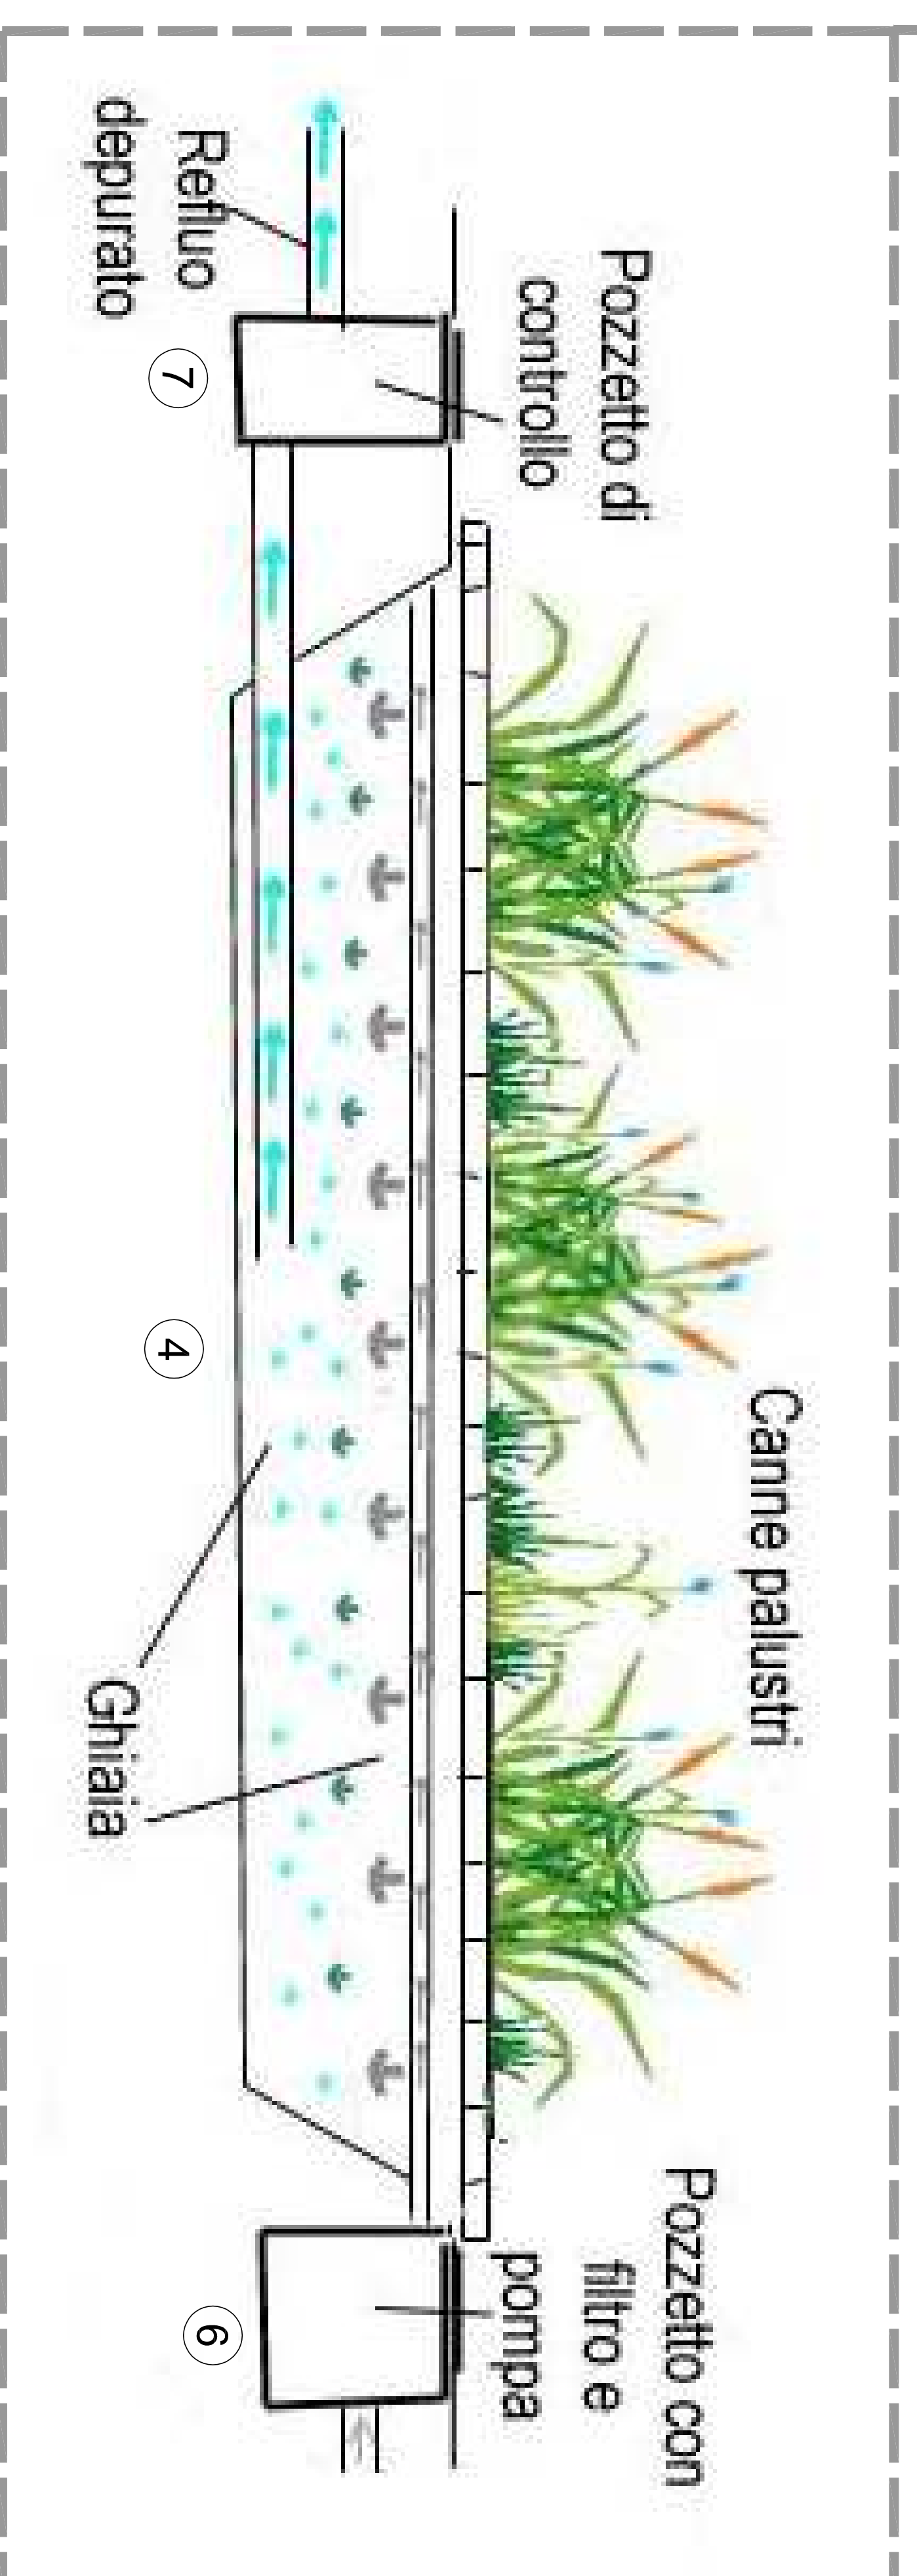 Canne palustri
Pozzetto di
controllo
Pozzetto con
filtro e
pompa
Refluo
depurato
7
4
6
Ghiaia